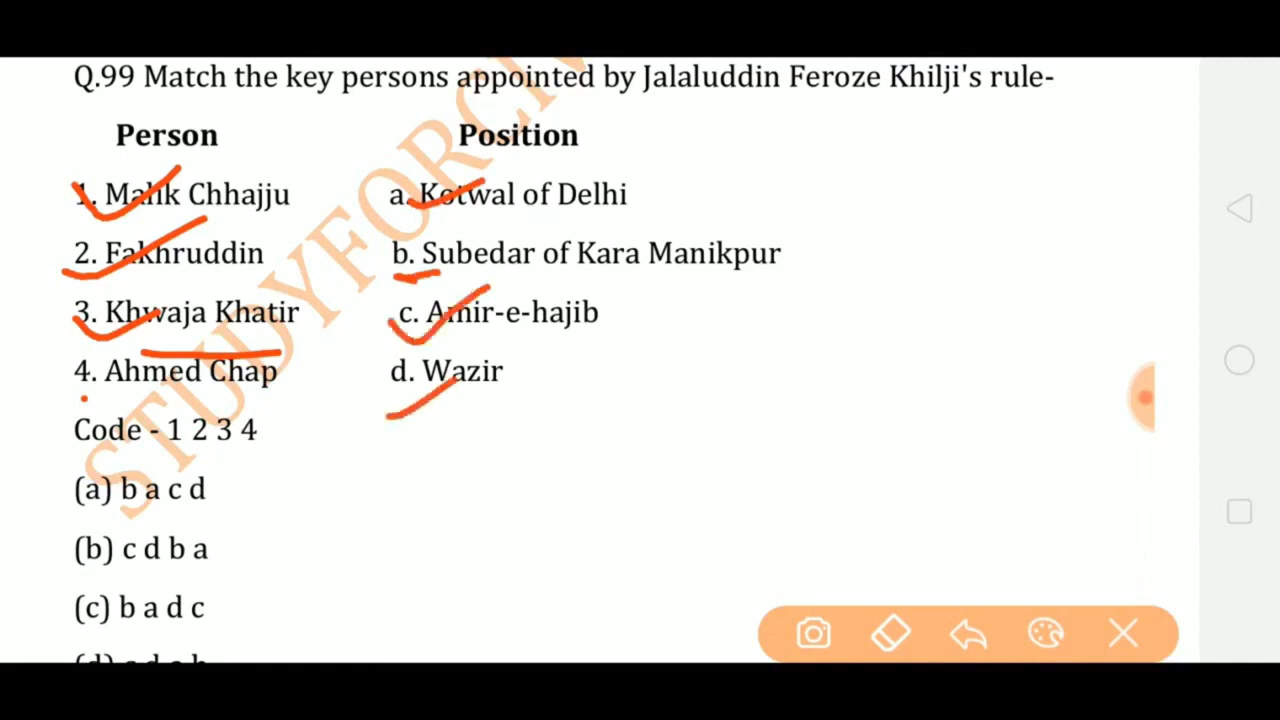 Q.99 Match the key persons appointed by Jalaluddin Feroze Khilji's rule-
Person Position
1. Malik Chhajju a. Kotwal of Delhi
2. Fakhruddin b. Subedar of Kara Manikpur
3. Khwaja Khatir c. Amir-e-hajib
4. Ahmed Chap d. Wazir
Code - 1 2 3 4
(a) b a c d
(b) c d b a
(c) b a d c
STUDYFORCIV